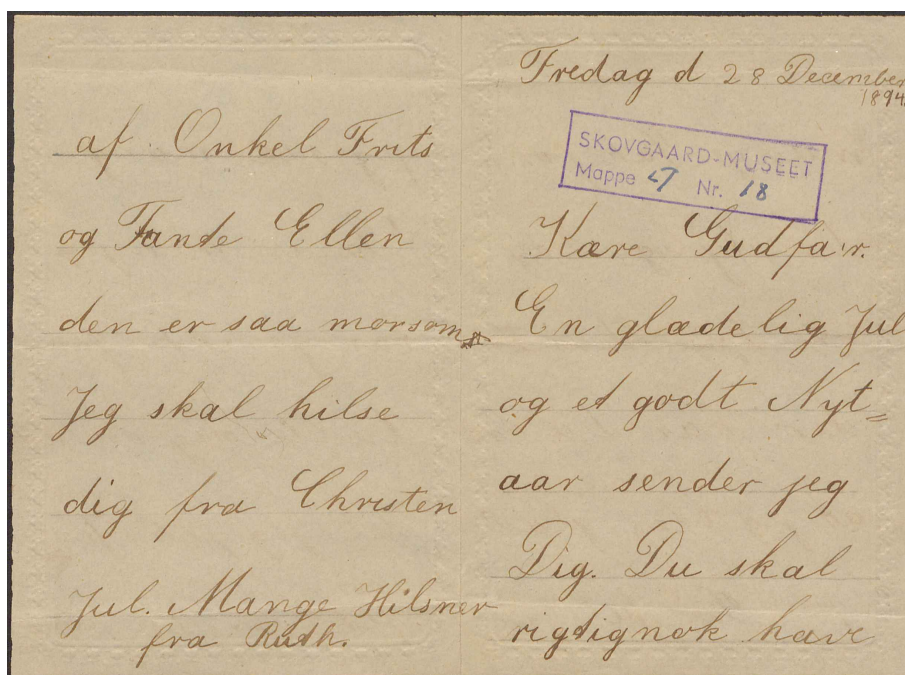 af Onkel Frits
og Tante Ellen
den er saa morsom
Jeg skal hilse
dig fra Christen
Jul. Mange Hilsner
fra Ruth.
Fredag d 28 December
1894
SKOVGAARD-MUSEET
Mappe 47 Nr. 18
Kære Gudfa'r.
En glædelig Jul
og et godt Nyt=
aar sender jeg
Dig. Du skal
rigtignok have